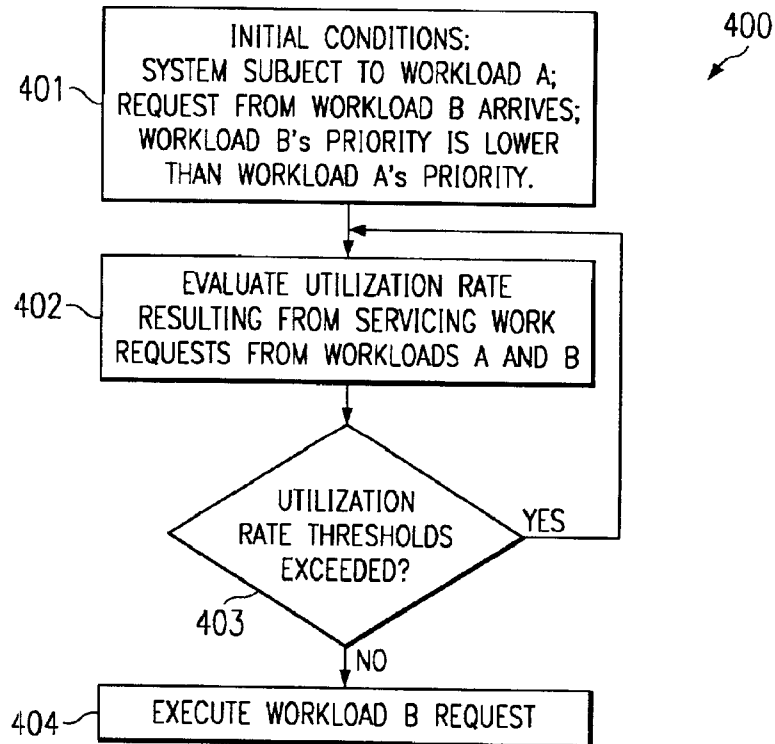 400
401
INITIAL CONDITIONS:
SYSTEM SUBJECT TO WORKLOAD A;
REQUEST FROM WORKLOAD B ARRIVES;
WORKLOAD B's PRIORITY IS LOWER
THAN WORKLOAD A's PRIORITY.
402
EVALUATE UTILIZATION RATE
RESULTING FROM SERVICING WORK
REQUESTS FROM WORKLOADS A AND B
UTILIZATION
RATE THRESHOLDS
EXCEEDED?
YES
403
NO
404
EXECUTE WORKLOAD B REQUEST